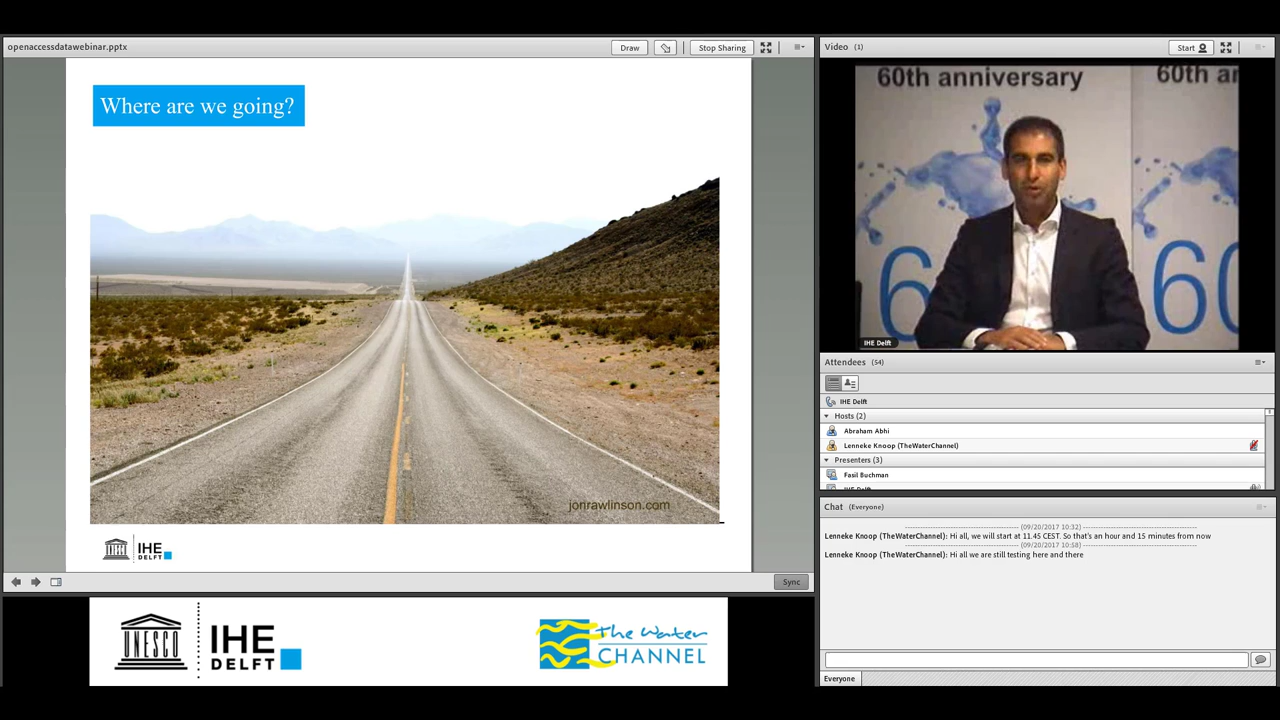 openaccessdatawebinar.pptx
Draw
Stop Sharing
Where are we going?
jonrawlinson.com
IHE
DELFT
Sync
UNESCO
IHE
DELFT
The Water
CHANNEL
Video (1)
Start
60th anniversary
60th an
60
60
IHE Delft
Attendees (54)
IHE Delft
Hosts (2)
Abraham Abhi
Lenneke Knoop (TheWaterChannel)
Presenters (3)
Fasil Buchman
IHE Delft
Chat (Everyone)
(09/20/2017 10:32)
Lenneke Knoop (TheWaterChannel): Hi all, we will start at 11.45 CEST. So that's an hour and 15 minutes from now
(09/20/2017 10:58)
Lenneke Knoop (TheWaterChannel): Hi all we are still testing here and there
Everyone